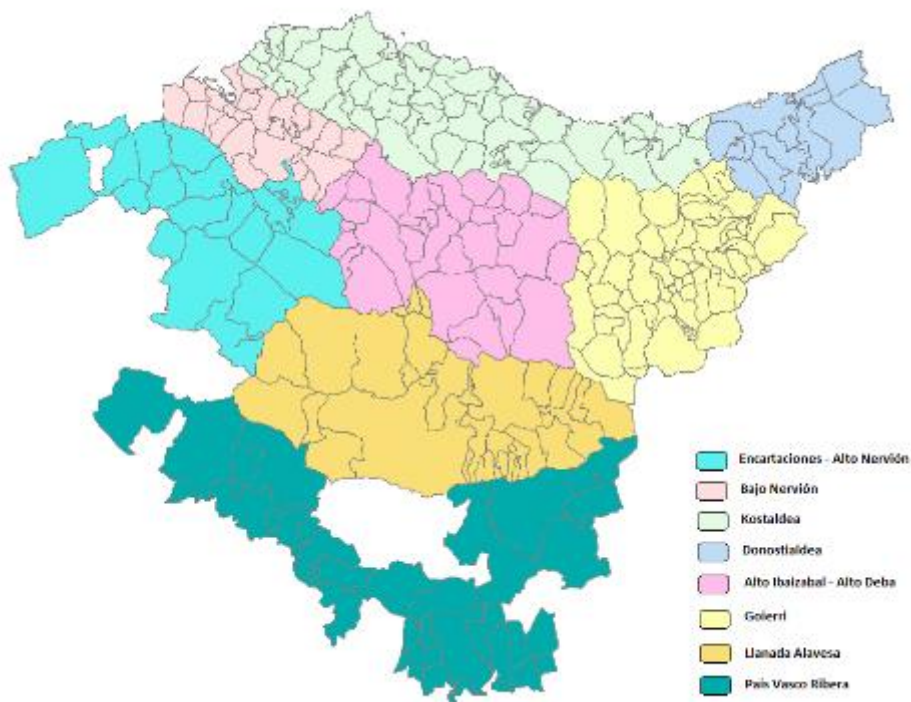 Encartaciones - Alto Nervión
Bajo Nervión
Kostaldea
Donostialdea
Alto Ibaizabal - Alto Deba
Goierri
Llanada Alavesa
País Vasco Ribera